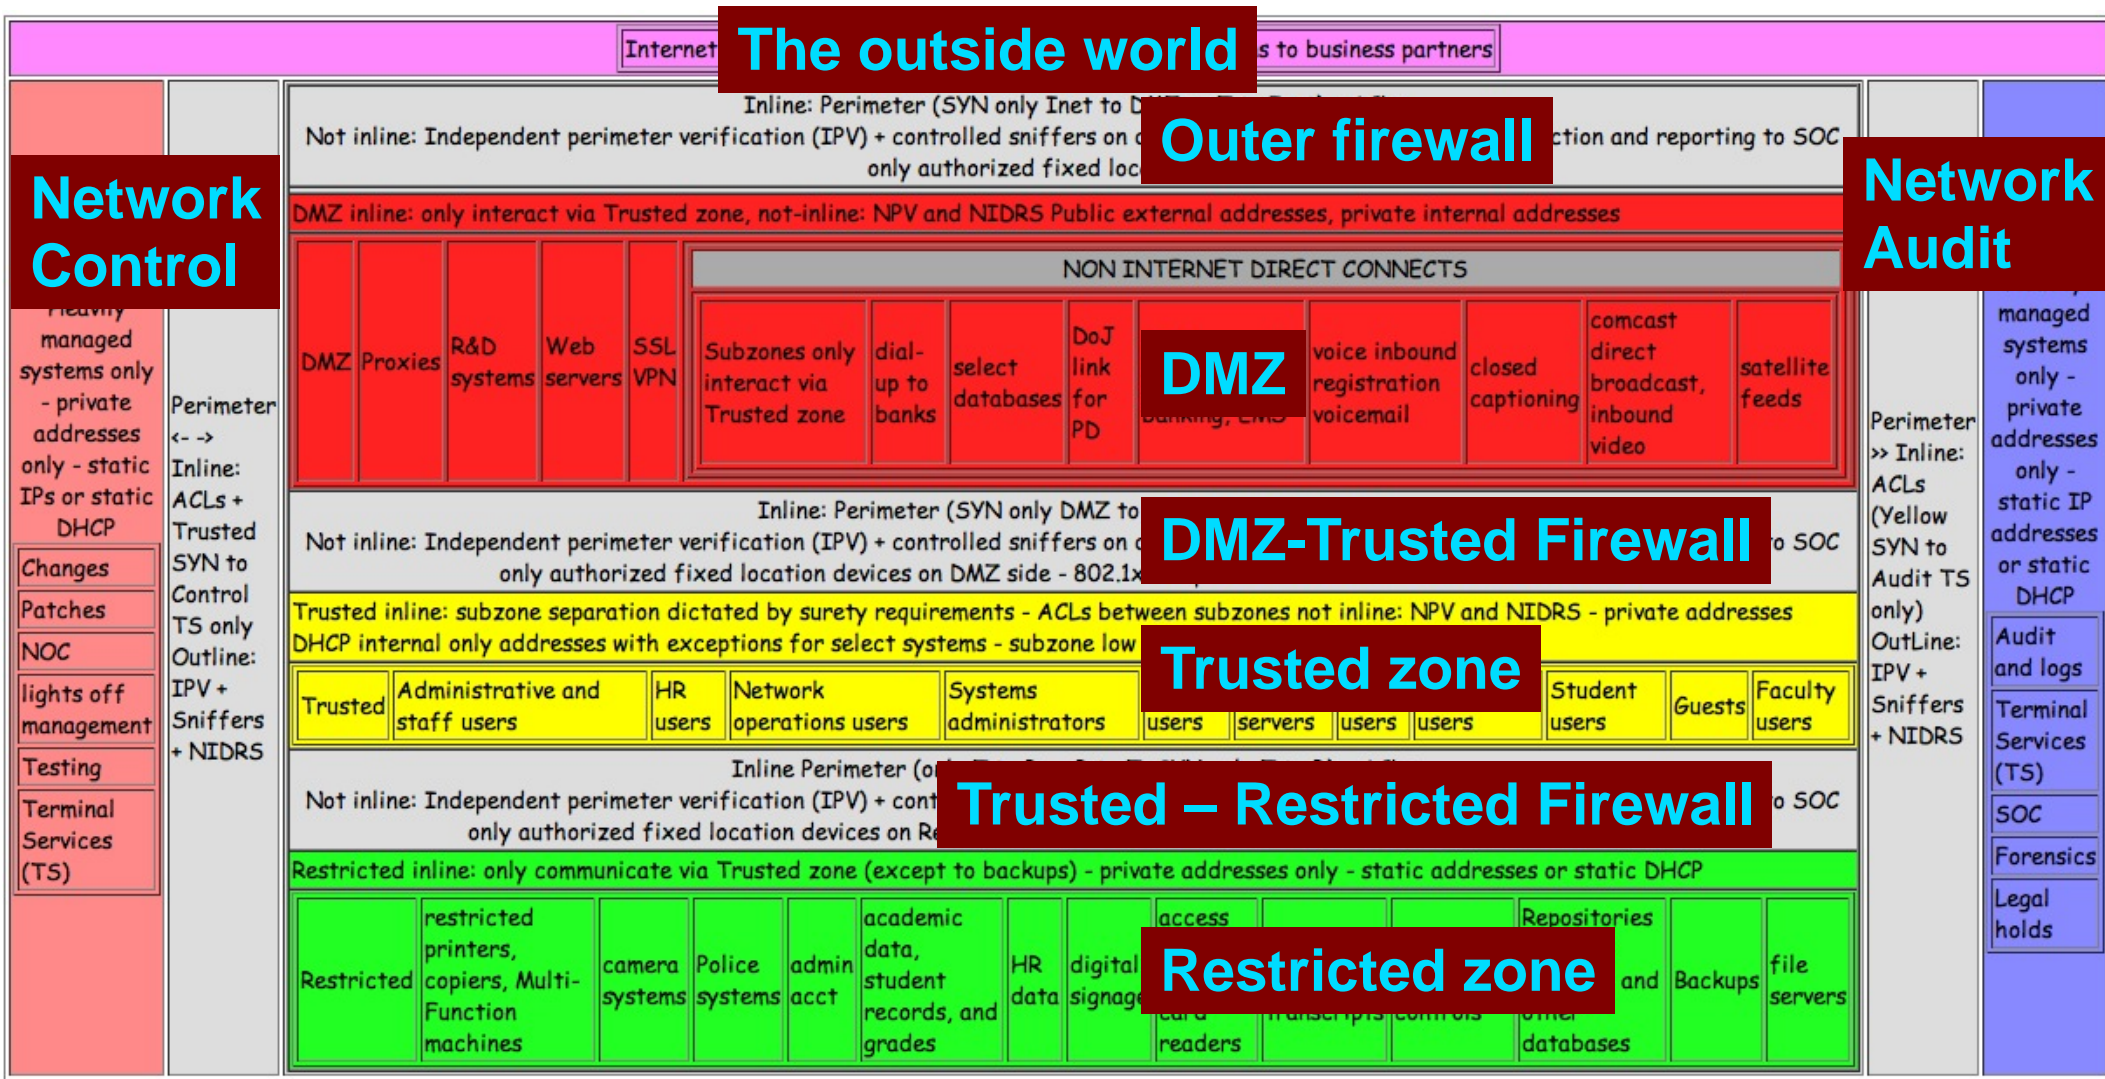 Internet
The outside world
s to business partners
Network
Control
Heavily
managed
systems only
- private
addresses
only - static
IPs or static
DHCP
Changes
Patches
NOC
lights off
management
Testing
Terminal
Services
(TS)
Perimeter
<- ->
Inline:
ACLs +
Trusted
SYN to
Control
TS only
Outline:
IPV +
Sniffers
+ NIDRS
Inline: Perimeter (SYN only Inet to
Not inline: Independent perimeter verification (IPV) + controlled sniffers on
ction and reporting to SOC
only authorized fixed loc
Outer firewall
DMZ inline: only interact via Trusted zone, not-inline: NPV and NIDRS Public external addresses, private internal addresses
NON INTERNET DIRECT CONNECTS
DMZ
Proxies
R&D
systems
Web
servers
SSL
VPN
Subzones only
interact via
Trusted zone
dial-
up to
banks
select
databases
DoJ
link
for
PD
DMZ
banking, EMS
voice inbound
registration
voicemail
closed
captioning
comcast
direct
broadcast,
inbound
video
satellite
feeds
Inline: Perimeter (SYN only DMZ to
Not inline: Independent perimeter verification (IPV) + controlled sniffers on
o SOC
only authorized fixed location devices on DMZ side - 802.1x
DMZ-Trusted Firewall
Trusted inline: subzone separation dictated by surety requirements - ACLs between subzones not inline: NPV and NIDRS - private addresses
DHCP internal only addresses with exceptions for select systems - subzone low
Trusted zone
Trusted
Administrative and
staff users
HR
users
Network
operations users
Systems
administrators
users
servers
users
users
Student
users
Guests
Faculty
users
Inline Perimeter
Not inline: Independent perimeter verification (IPV) + cont
o SOC
only authorized fixed location devices on Re
Trusted – Restricted Firewall
Restricted inline: only communicate via Trusted zone (except to backups) - private addresses only - static addresses or static DHCP
Restricted
restricted
printers,
copiers, Multi-
Function
machines
camera
systems
Police
systems
admin
acct
academic
data,
student
records, and
grades
HR
data
digital
signage
access
card
readers
Restricted zone
transcripts
controls
Repositories
and
other
databases
Backups
file
servers
Perimeter
>> Inline:
ACLs
(Yellow
SYN to
Audit TS
only)
OutLine:
IPV +
Sniffers
+ NIDRS
Network
Audit
managed
systems
only -
private
addresses
only -
static IP
addresses
or static
DHCP
Audit
and logs
Terminal
Services
(TS)
SOC
Forensics
Legal
holds